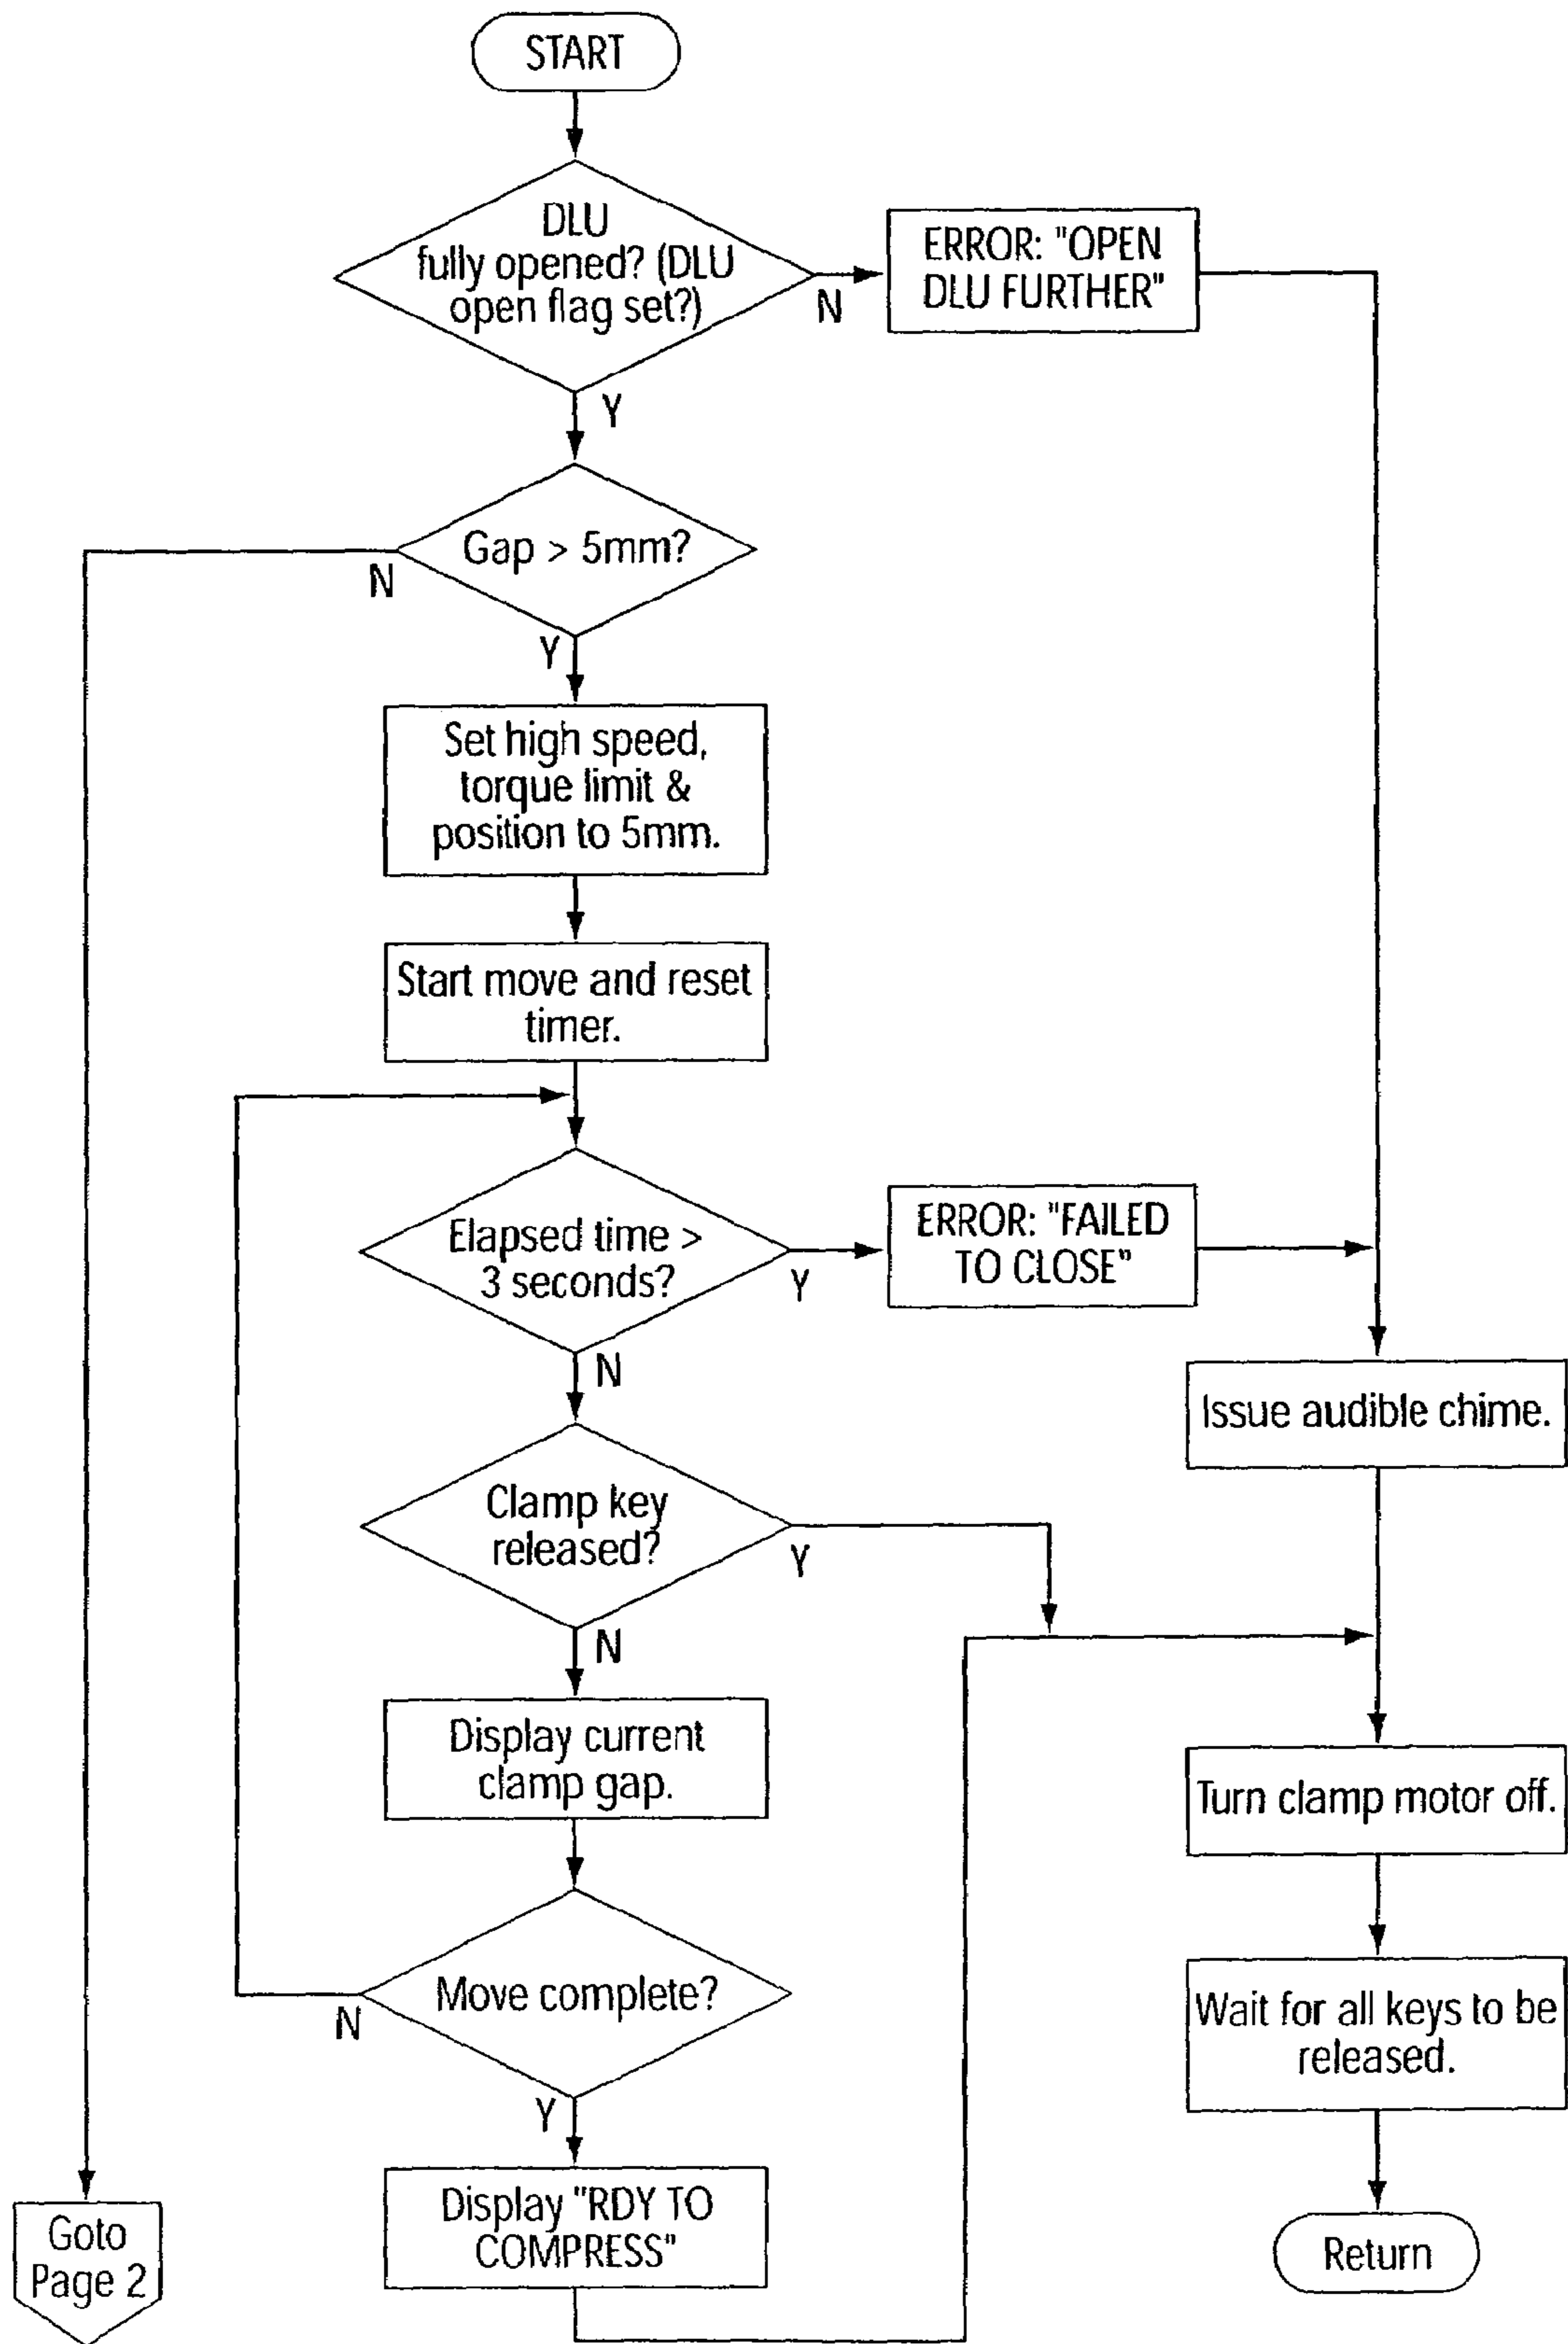 START
DLU
fully opened? (DLU
open flag set?)
N
ERROR: "OPEN
DLU FURTHER"
Y
Gap > 5mm?
N
Y
Set high speed,
torque limit &
position to 5mm.
Start move and reset
timer.
Elapsed time >
3 seconds?
Y
ERROR: "FAILED
TO CLOSE"
N
Issue audible chime.
Clamp key
released?
Y
N
Display current
clamp gap.
Turn clamp motor off.
Move complete?
N
Wait for all keys to be
released.
Y
Display "RDY TO
COMPRESS"
Goto
Page 2
Return